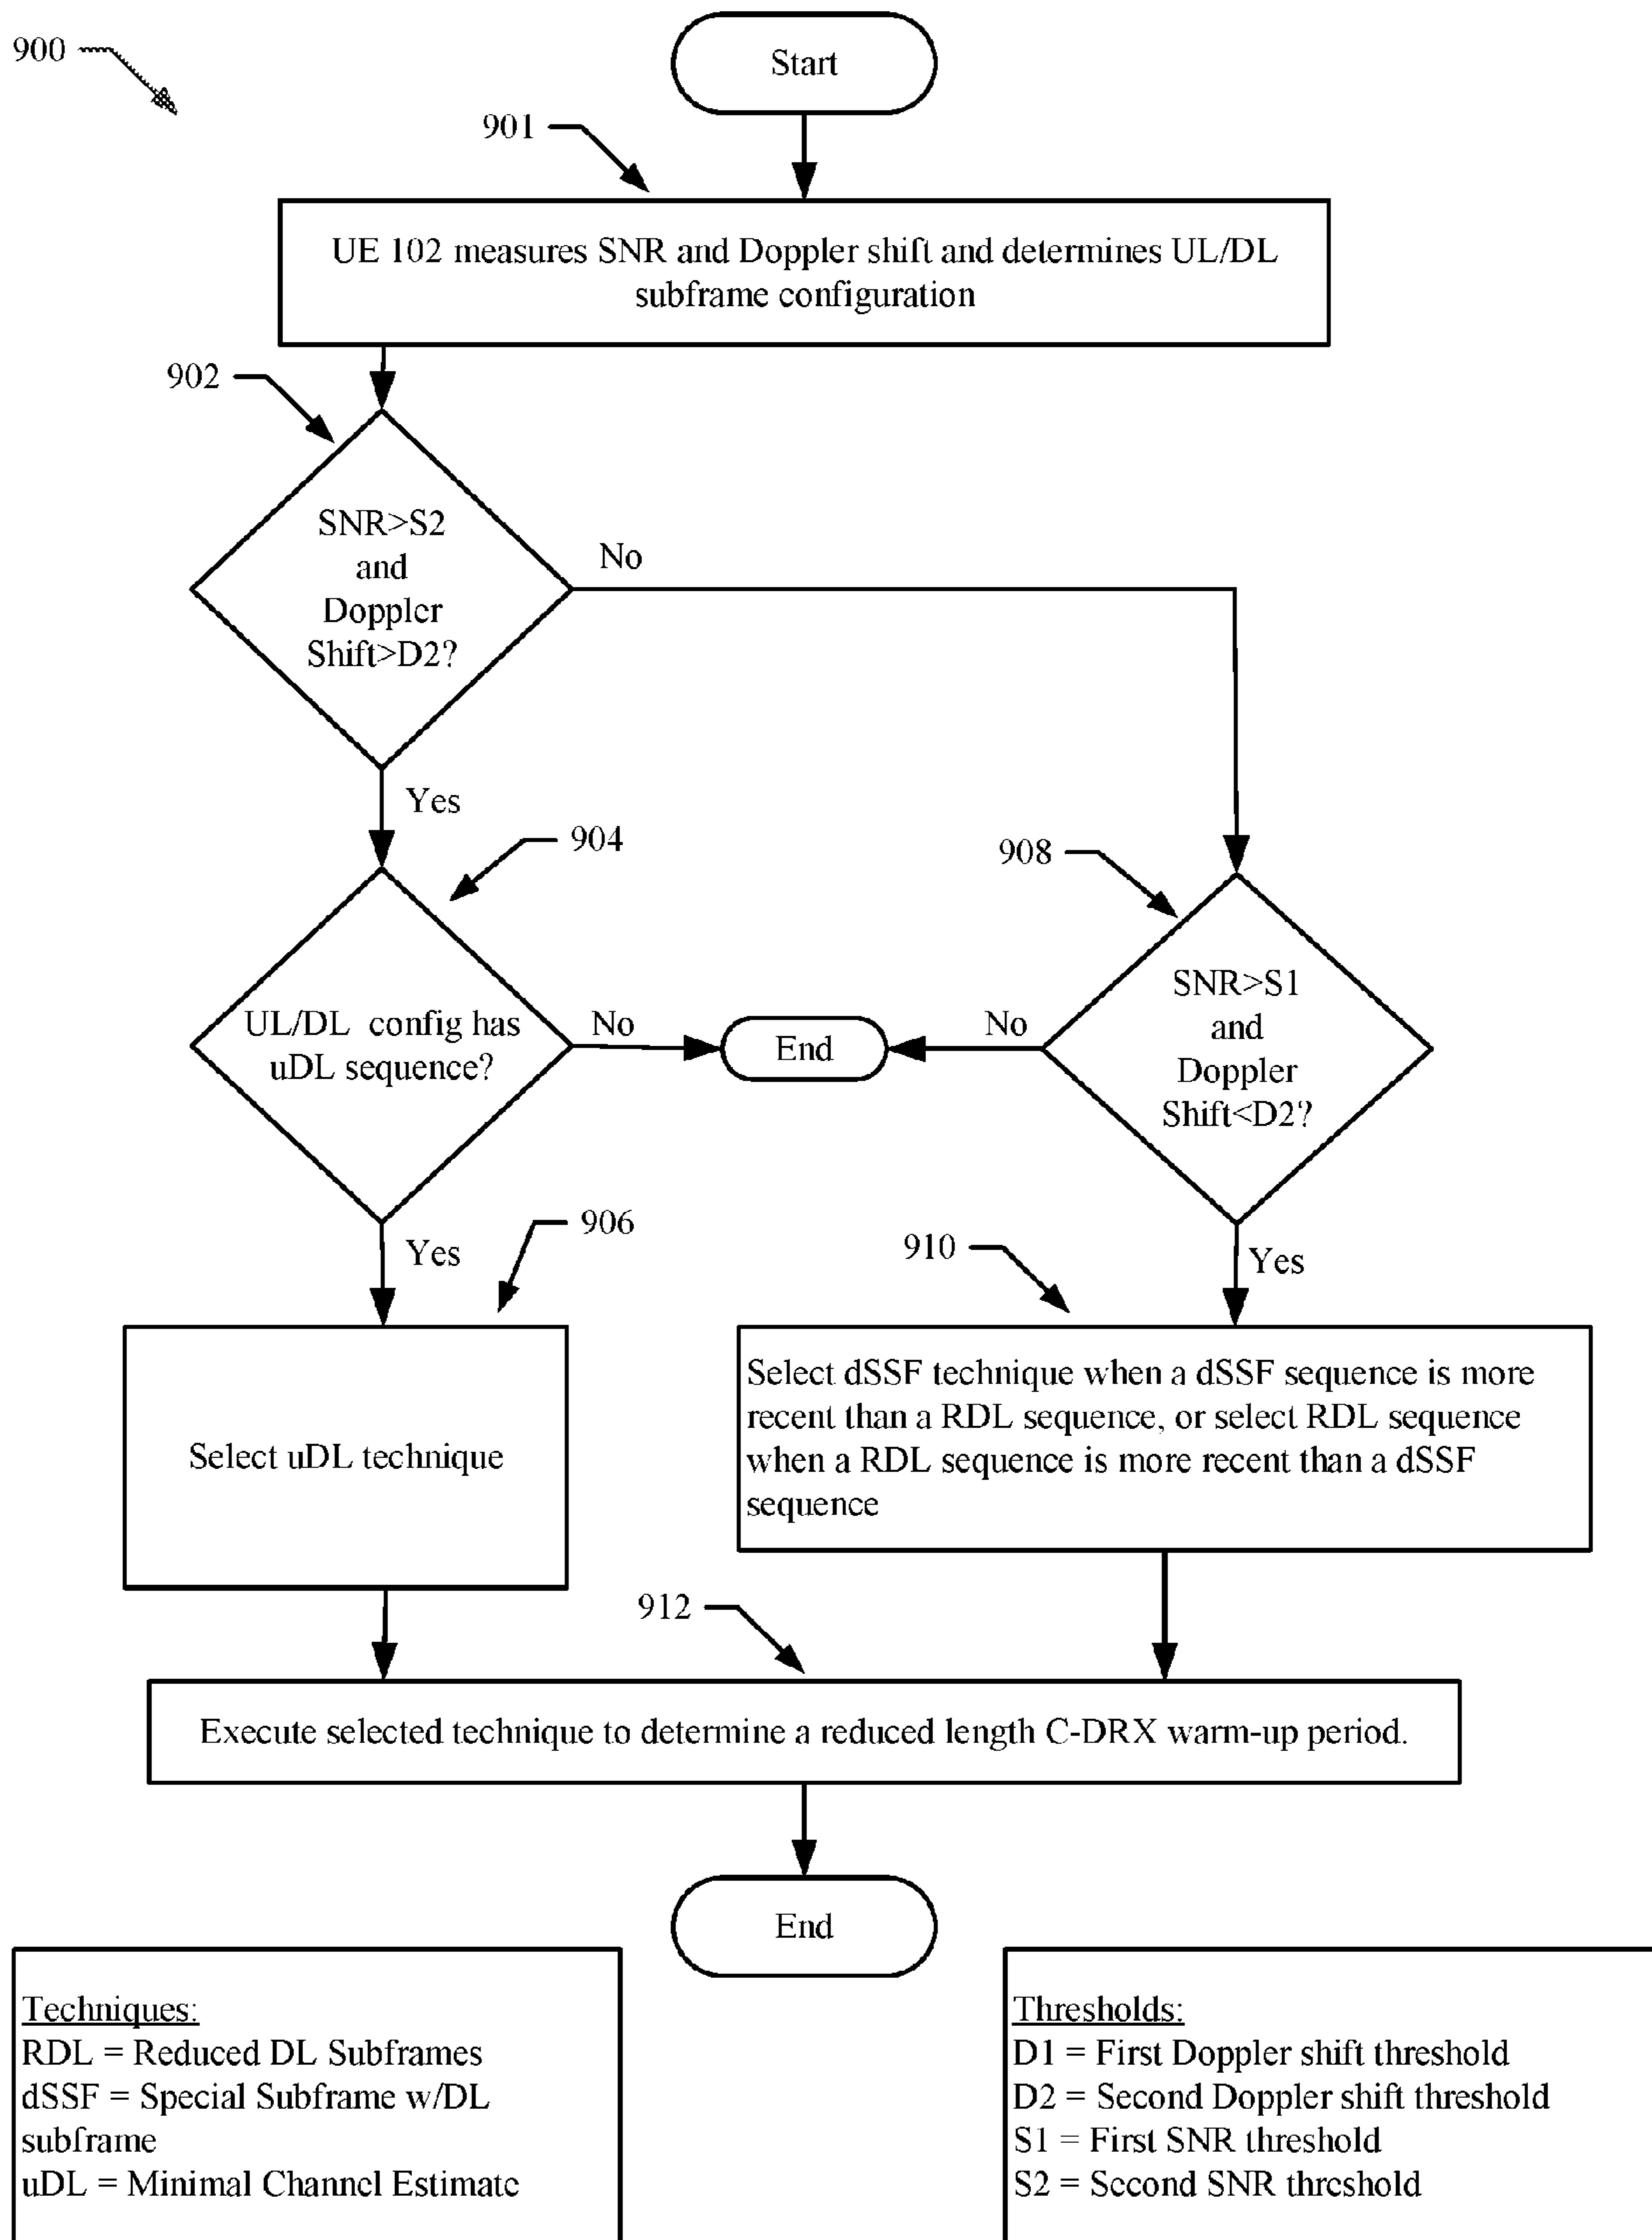 900
Start
901
UE 102 measures SNR and Doppler shift and determines UL/DL
subframe configuration
902
SNR>S2
and
Doppler
Shift>D2?
No
Yes
904
908
UL/DL config has
uDL sequence?
No
End
No
SNR>S1
and
Doppler
Shift<D2?
Yes
906
910
Yes
Select uDL technique
Select dSSF technique when a dSSF sequence is more
recent than a RDL sequence, or select RDL sequence
when a RDL sequence is more recent than a dSSF
sequence
912
Execute selected technique to determine a reduced length C-DRX warm-up period.
End
Techniques:
RDL = Reduced DL Subframes
dSSF = Special Subframe w/DL
subframe
uDL = Minimal Channel Estimate
Thresholds:
D1 = First Doppler shift threshold
D2 = Second Doppler shift threshold
S1 = First SNR threshold
S2 = Second SNR threshold